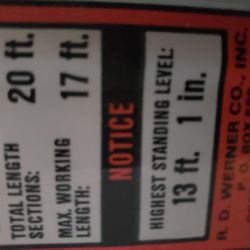 TOTAL LENGTH
SECTIONS: 20 ft.
MAX. WORKING
LENGTH: 17 ft.
NOTICE
HIGHEST STANDING LEVEL:
13 ft. 1 in.
R. D. WERNER CO., INC.
BOX